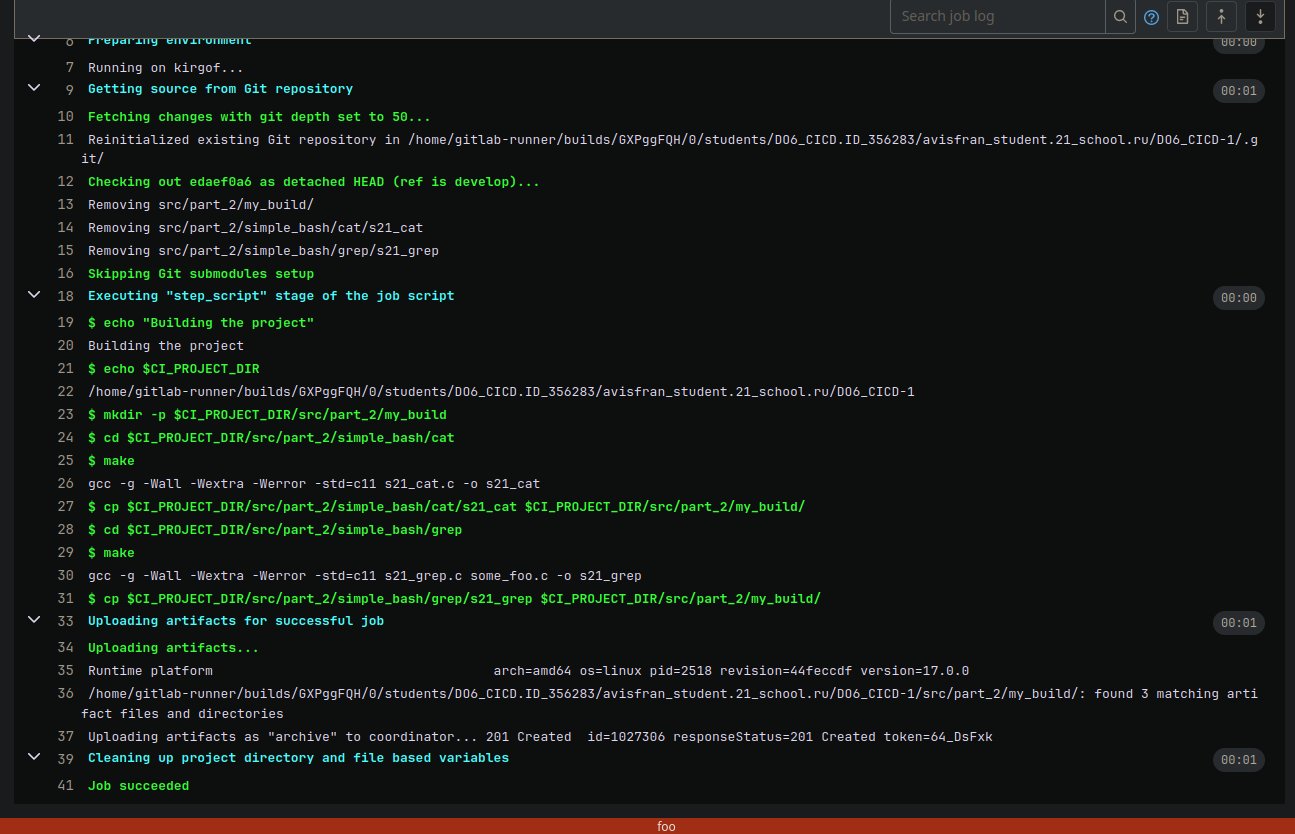 Search job log
6 Preparing environment 00:00
7 Running on kirgof...
9 Getting source from Git repository 00:01
10 Fetching changes with git depth set to 50...
11 Reinitialized existing Git repository in /home/gitlab-runner/builds/GXPggFQH/0/students/DO6_CICD.ID_356283/avisfran_student.21_school.ru/DO6_CICD-1/.g
it/
12 Checking out edaef0a6 as detached HEAD (ref is develop)...
13 Removing src/part_2/my_build/
14 Removing src/part_2/simple_bash/cat/s21_cat
15 Removing src/part_2/simple_bash/grep/s21_grep
16 Skipping Git submodules setup
18 Executing "step_script" stage of the job script 00:00
19 $ echo "Building the project"
20 Building the project
21 $ echo $CI_PROJECT_DIR
22 /home/gitlab-runner/builds/GXPggFQH/0/students/DO6_CICD.ID_356283/avisfran_student.21_school.ru/DO6_CICD-1
23 $ mkdir -p $CI_PROJECT_DIR/src/part_2/my_build
24 $ cd $CI_PROJECT_DIR/src/part_2/simple_bash/cat
25 $ make
26 gcc -g -Wall -Wextra -Werror -std=c11 s21_cat.c -o s21_cat
27 $ cp $CI_PROJECT_DIR/src/part_2/simple_bash/cat/s21_cat $CI_PROJECT_DIR/src/part_2/my_build/
28 $ cd $CI_PROJECT_DIR/src/part_2/simple_bash/grep
29 $ make
30 gcc -g -Wall -Wextra -Werror -std=c11 s21_grep.c some_foo.c -o s21_grep
31 $ cp $CI_PROJECT_DIR/src/part_2/simple_bash/grep/s21_grep $CI_PROJECT_DIR/src/part_2/my_build/
33 Uploading artifacts for successful job 00:01
34 Uploading artifacts...
35 Runtime platform arch=amd64 os=linux pid=2518 revision=44feccdf version=17.0.0
36 /home/gitlab-runner/builds/GXPggFQH/0/students/DO6_CICD.ID_356283/avisfran_student.21_school.ru/DO6_CICD-1/src/part_2/my_build/: found 3 matching arti
fact files and directories
37 Uploading artifacts as "archive" to coordinator... 201 Created  id=1027306 responseStatus=201 Created token=64_DsFxk
39 Cleaning up project directory and file based variables 00:01
41 Job succeeded
foo